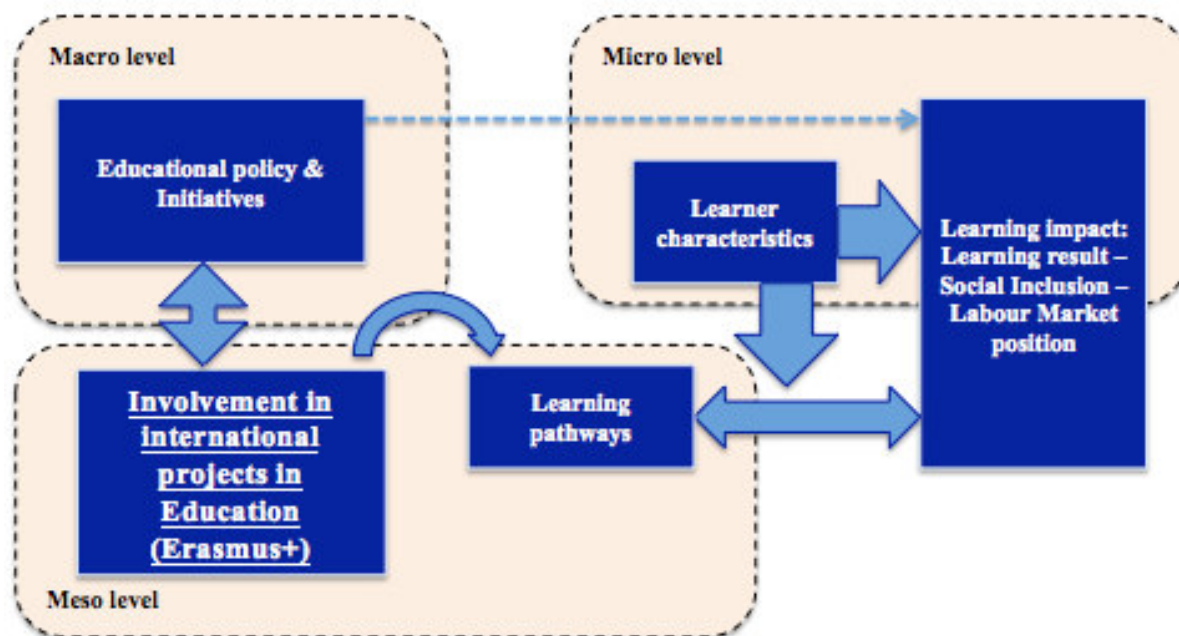 Macro level
Educational policy &
Initiatives
Micro level
Learner
characteristics
Learning impact:
Learning result –
Social Inclusion –
Labour Market
position
Involvement in
international
projects in
Education
(Erasmus+)
Learning
pathways
Meso level